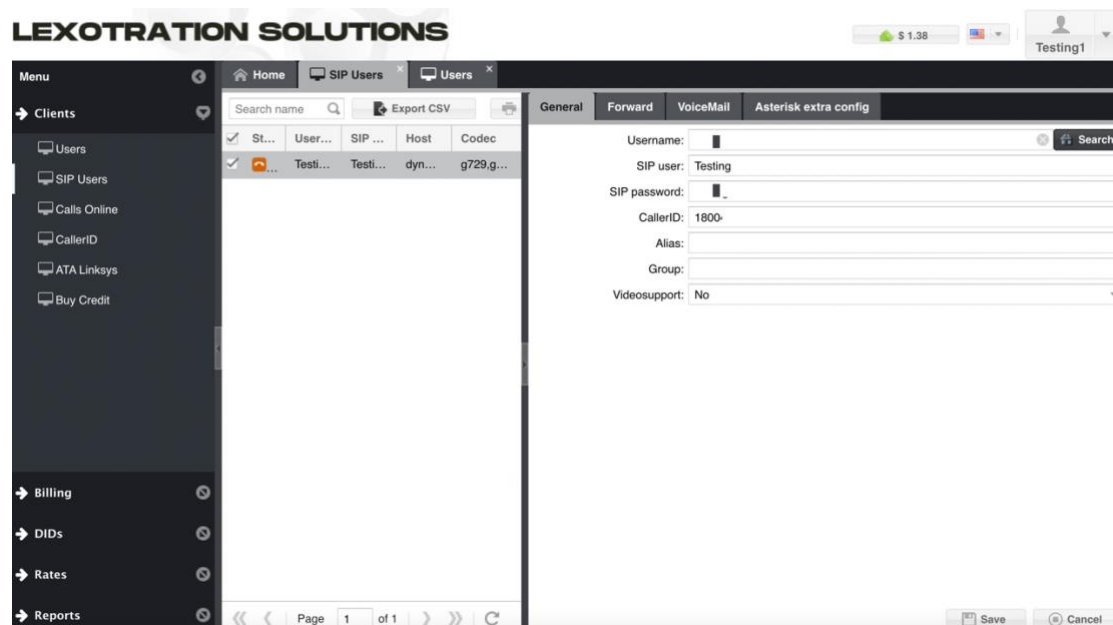 LEXOTRATION SOLUTIONS
$ 1.38
Testing1
Menu
Home
SIP Users
Users
Clients
Users
SIP Users
Calls Online
CallerID
ATA Linksys
Buy Credit
Billing
DIDs
Rates
Reports
Search name
Export CSV
St... User... SIP ... Host Codec
... Testi... Testi... dyn... g729,g...
Page 1 of 1
General Forward VoiceMail Asterisk extra config
Username: Search
SIP user: Testing
SIP password:
CallerID: 1800
Alias:
Group:
Videosupport: No
Save Cancel